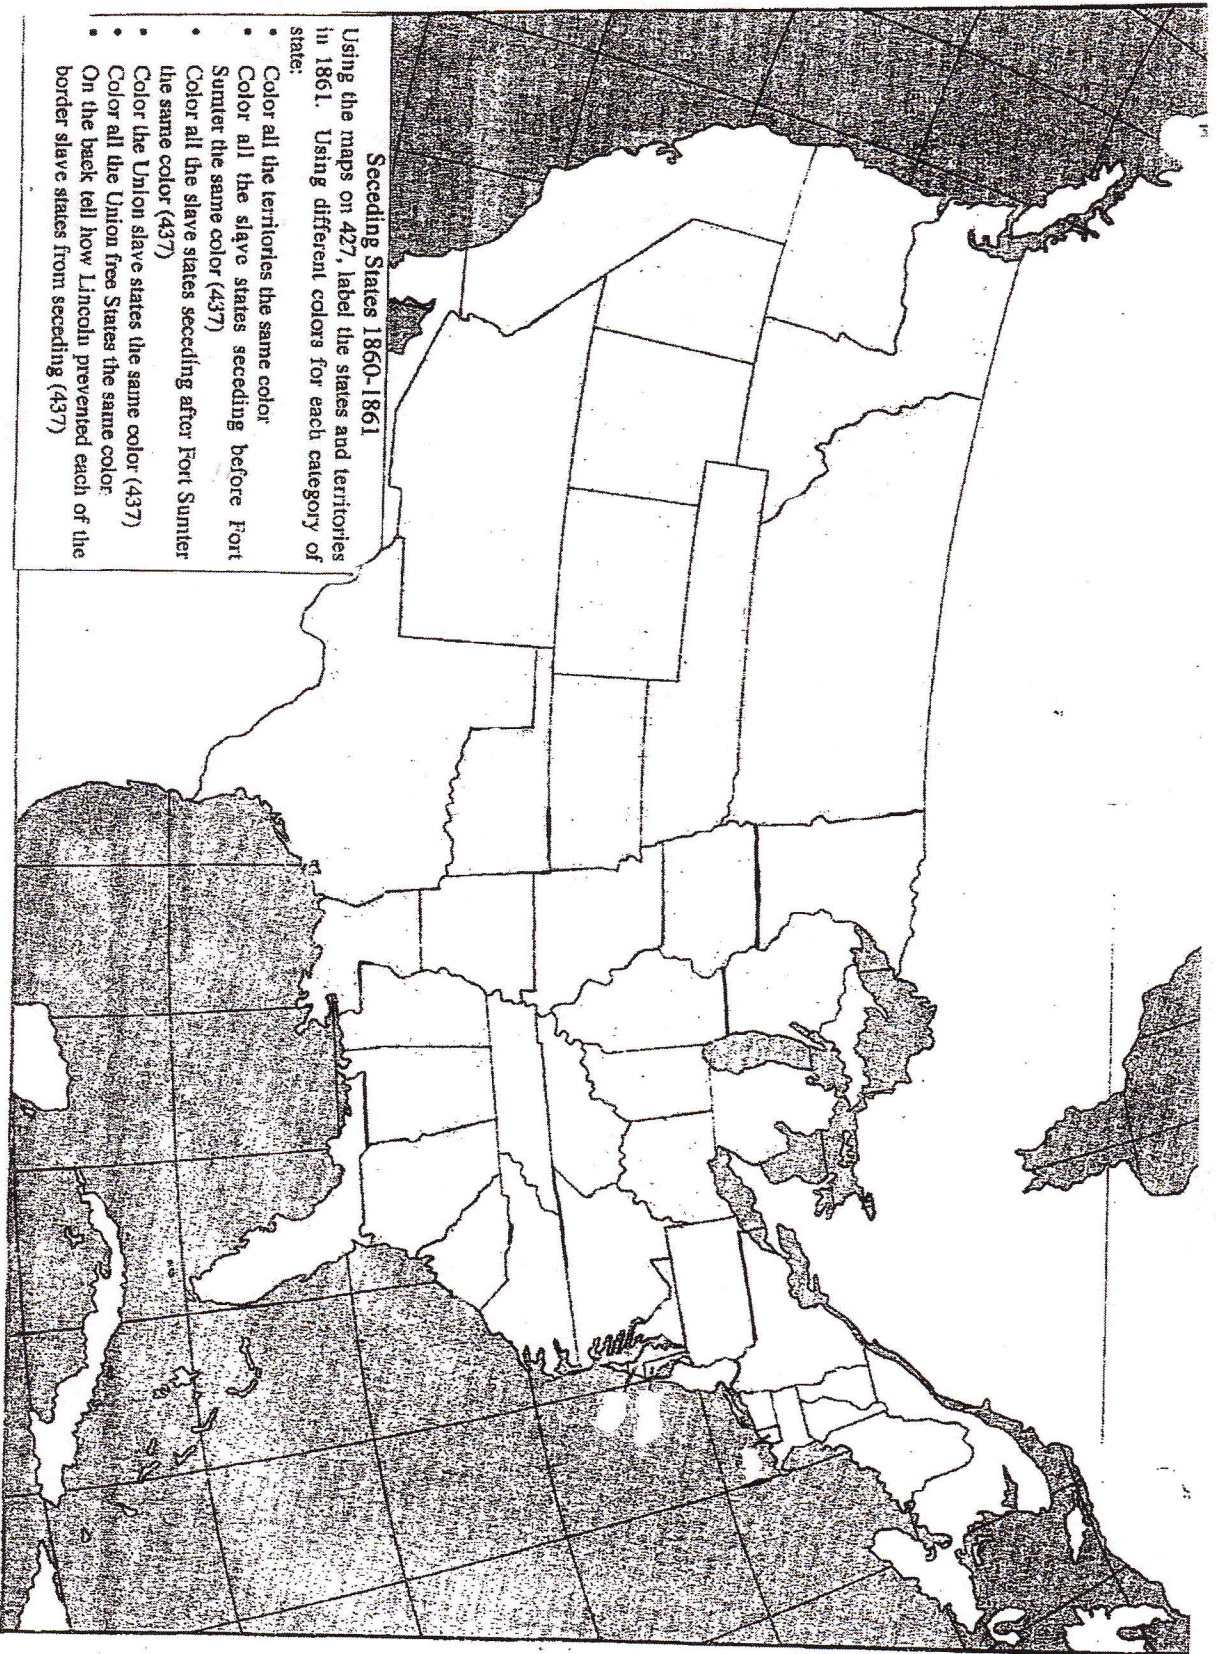 Seceding States 1860-1861
Using the maps on 427, label the states and territories
in 1861. Using different colors for each category of
state:
• Color all the territories the same color
• Color all the slave states seceding before Fort
Sumter the same color (437)
• Color all the slave states seceding after Fort Sumter
the same color (437)
• Color the Union slave states the same color (437)
• Color all the Union free States the same color
• On the back tell how Lincoln prevented each of the
border slave states from seceding (437)